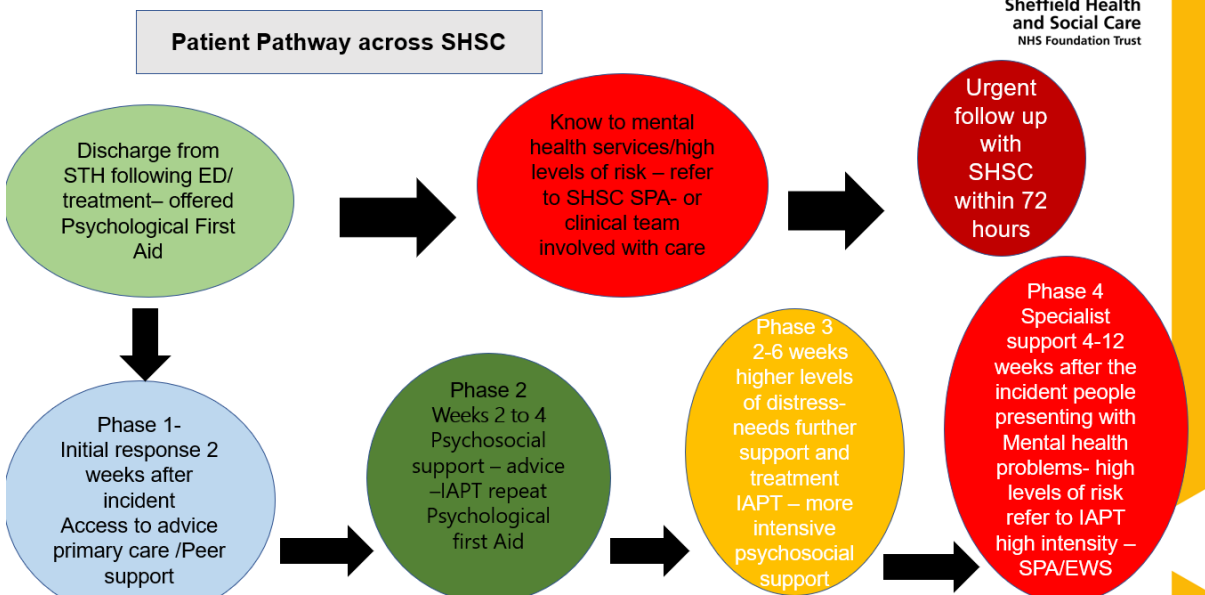 Sheffield Health
and Social Care
NHS Foundation Trust
Patient Pathway across SHSC
Discharge from
STH following ED/
treatment– offered
Psychological First
Aid
Know to mental
health services/high
levels of risk – refer
to SHSC SPA- or
clinical team
involved with care
Urgent
follow up
with
SHSC
within 72
hours
Phase 1-
Initial response 2
weeks after
incident
Access to advice
primary care /Peer
support
Phase 2
Weeks 2 to 4
Psychosocial
support – advice
–IAPT repeat
Psychological
first Aid
Phase 3
2-6 weeks
higher levels
of distress-
needs further
support and
treatment
IAPT – more
intensive
psychosocial
support
Phase 4
Specialist
support 4-12
weeks after the
incident people
presenting with
Mental health
problems- high
levels of risk
refer to IAPT
high intensity –
SPA/EWS